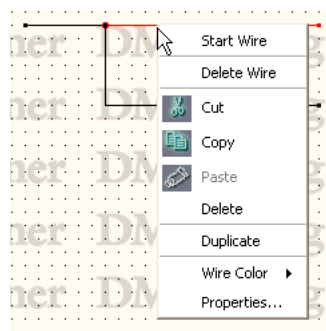 Start Wire
Delete Wire
Cut
Copy
Paste
Delete
Duplicate
Wire Color
Properties...